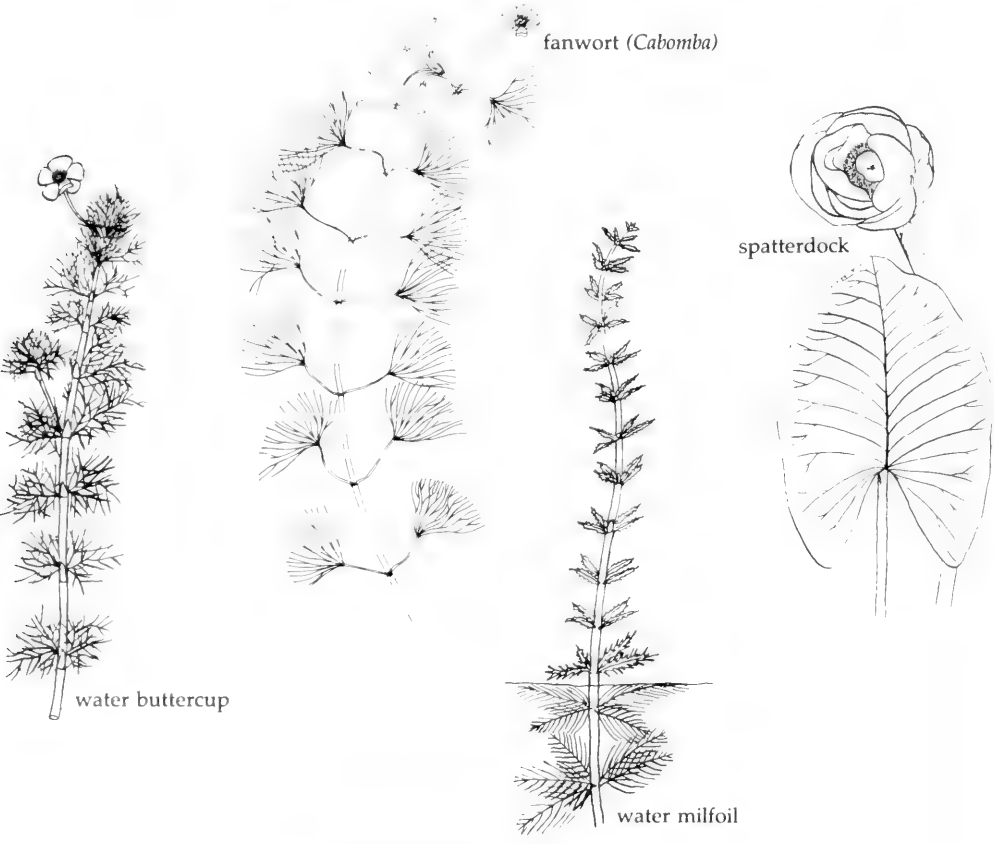 fanwort (Cabomba)
spatterdock
water buttercup
water milfoil